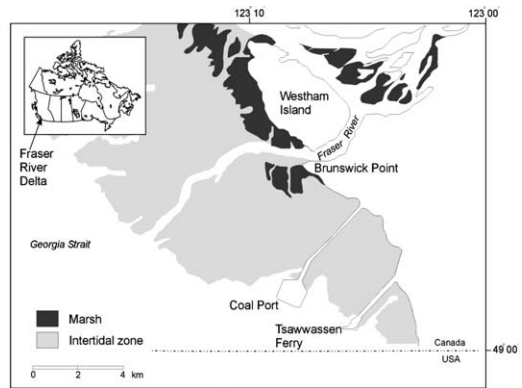 123 10
123 00
Fraser
River
Delta
Westham
Island
Fraser River
Brunswick Point
Georgia Strait
Coal Port
Marsh
Intertidal zone
Tsawwassen
Ferry
Canada
49 00
USA
0 2 4
km